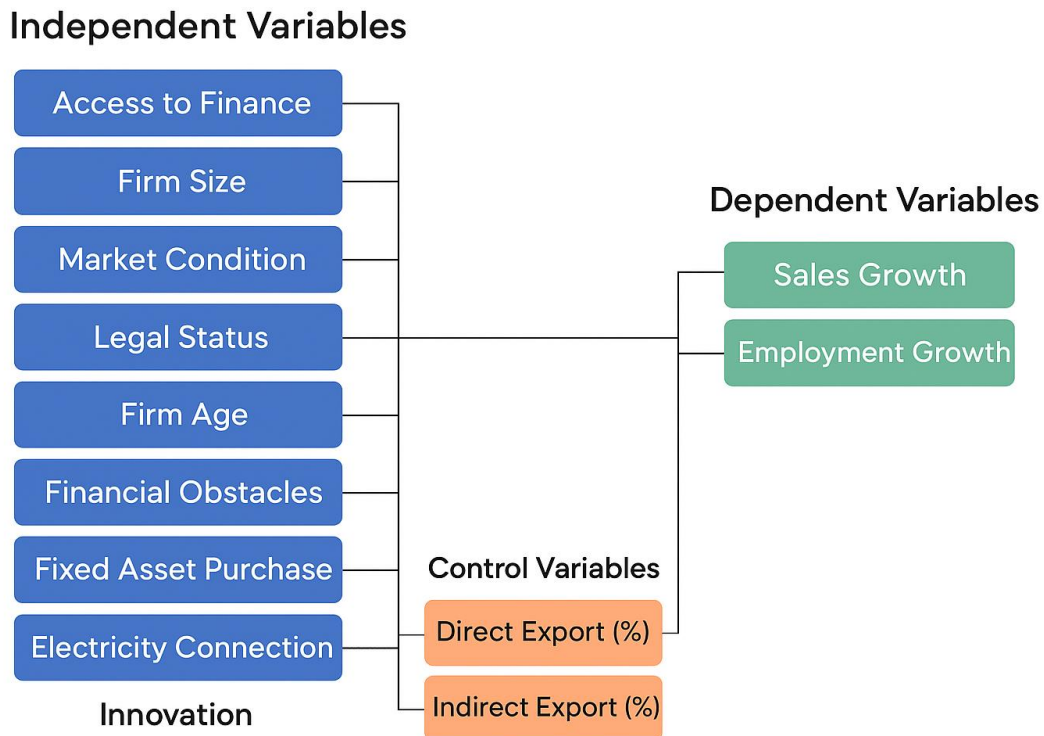 Independent Variables
Access to Finance
Firm Size
Market Condition
Legal Status
Firm Age
Financial Obstacles
Fixed Asset Purchase
Electricity Connection
Innovation
Control Variables
Direct Export (%)
Indirect Export (%)
Dependent Variables
Sales Growth
Employment Growth